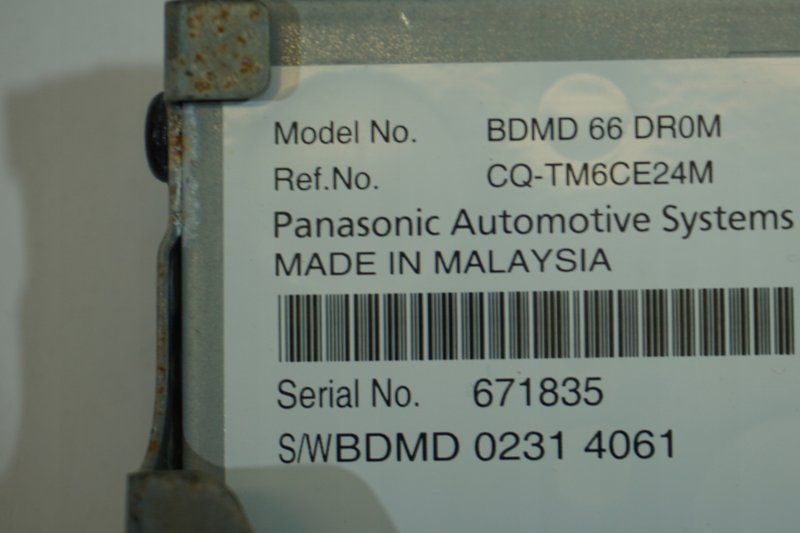 Model No. BDMD 66 DR0M
Ref.No. CQ-TM6CE24M
Panasonic Automotive Systems
MADE IN MALAYSIA
Serial No. 671835
S/WBDMD 0231 4061